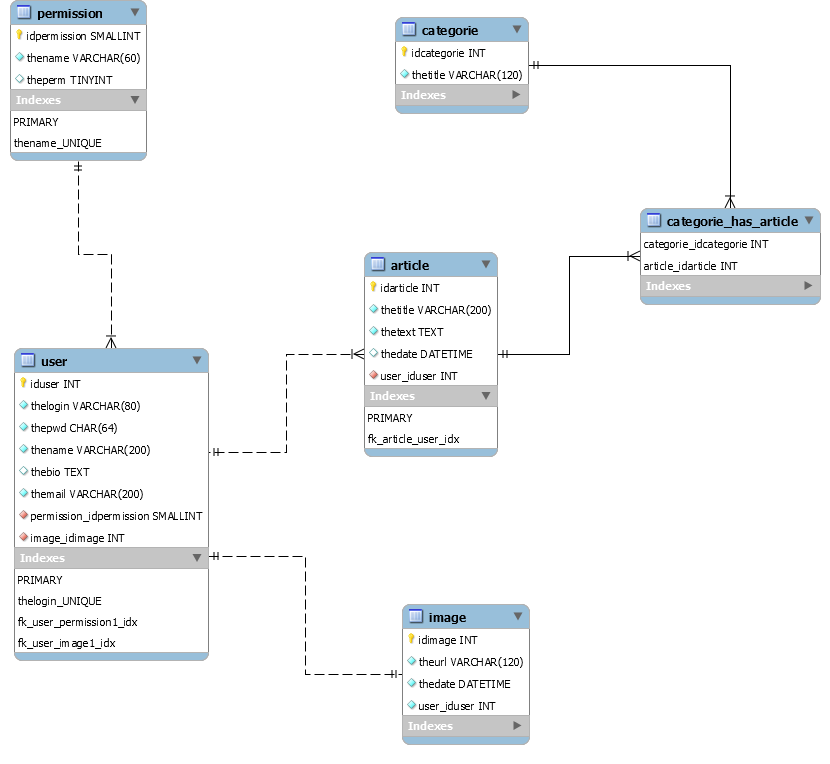 permission
idpermission SMALLINT
thename VARCHAR(60)
theperm TINYINT
Indexes
PRIMARY
thename_UNIQUE
categorie
idcategorie INT
thetitle VARCHAR(120)
Indexes
categorie_has_article
categorie_idcategorie INT
article_idarticle INT
Indexes
article
idarticle INT
thetitle VARCHAR(200)
thetext TEXT
thedate DATETIME
user_iduser INT
Indexes
PRIMARY
fk_article_user_idx
user
iduser INT
thelogin VARCHAR(80)
thepwd CHAR(64)
thename VARCHAR(200)
thebio TEXT
themail VARCHAR(200)
permission_idpermission SMALLINT
image_idimage INT
Indexes
PRIMARY
thelogin_UNIQUE
fk_user_permission1_idx
fk_user_image1_idx
image
idimage INT
theurl VARCHAR(120)
thedate DATETIME
user_iduser INT
Indexes